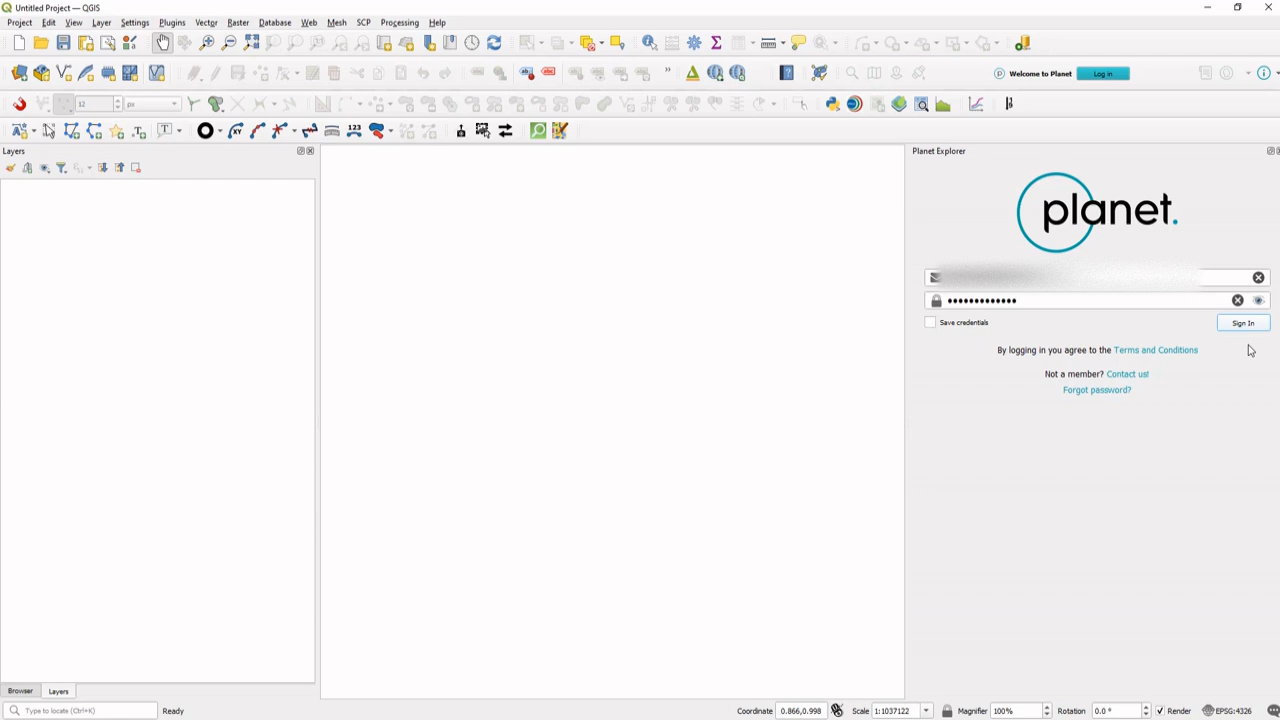 Untitled Project — QGIS
Project Edit View Layer Settings Plugins Vector Raster Database Web Mesh SCP Processing Help
Welcome to Planet Log in
12 px
Layers
Planet Explorer
planet.
Save credentials
Sign In
By logging in you agree to the Terms and Conditions
Not a member? Contact us!
Forgot password?
Browser Layers
Type to locate (Ctrl+K) Ready Coordinate 0.866,0.998 Scale 1:1037122 Magnifier 100% Rotation 0.0 ° Render EPSG:4326